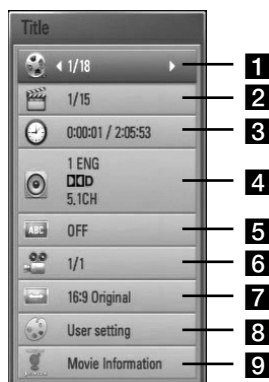 Title
1/18
1
1/15
2
0:00:01 / 2:05:53
3
1 ENG
DD D
5.1CH
4
ABC
OFF
5
1/1
6
16:9 Original
7
User setting
8
Movie Information
9